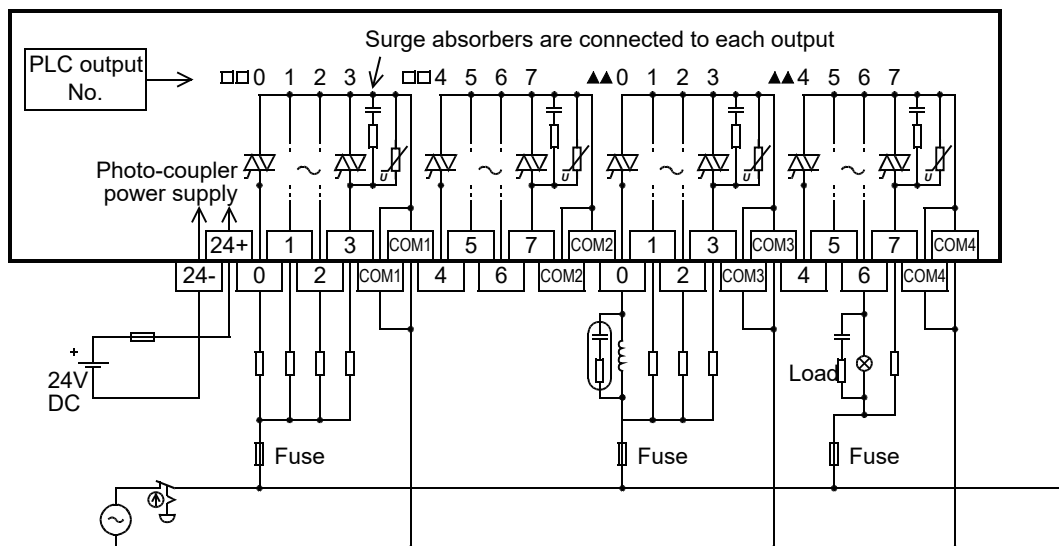 Surge absorbers are connected to each output
PLC output
No.
□□0 1 2 3 □□4 5 6 7 ▲▲0 1 2 3 ▲▲4 5 6 7
Photo-coupler
power supply
U U U U
24+ 1 3 COM1 5 7 COM2 1 3 COM3 5 7 COM4
24- 0 2 COM1 4 6 COM2 0 2 COM3 4 6 COM4
+
24V
DC
Load
Fuse Fuse Fuse